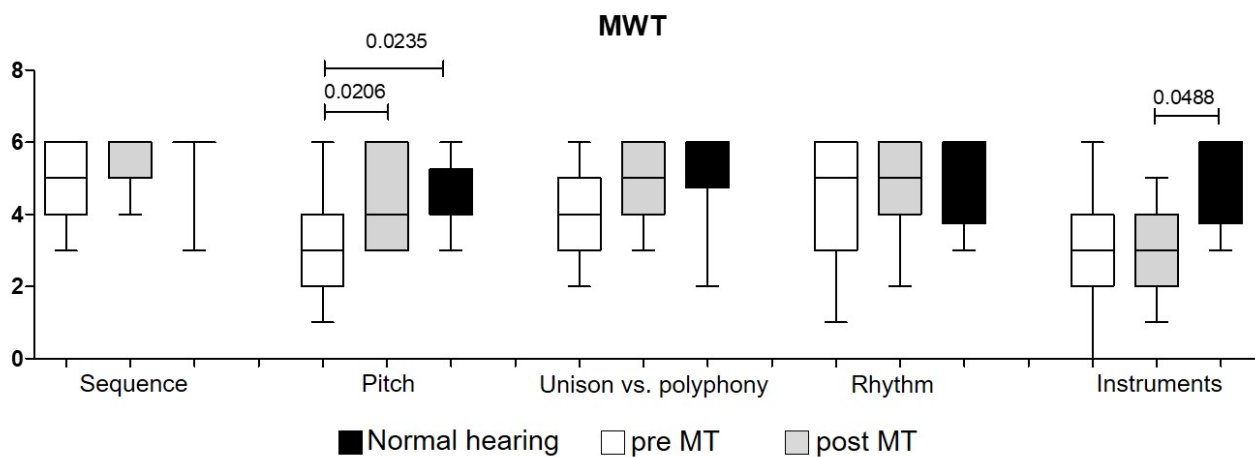 MWT
0.0235
0.0206
0.0488
8
6
4
2
0
Sequence Pitch Unison vs. polyphony Rhythm Instruments
Normal hearing pre MT post MT